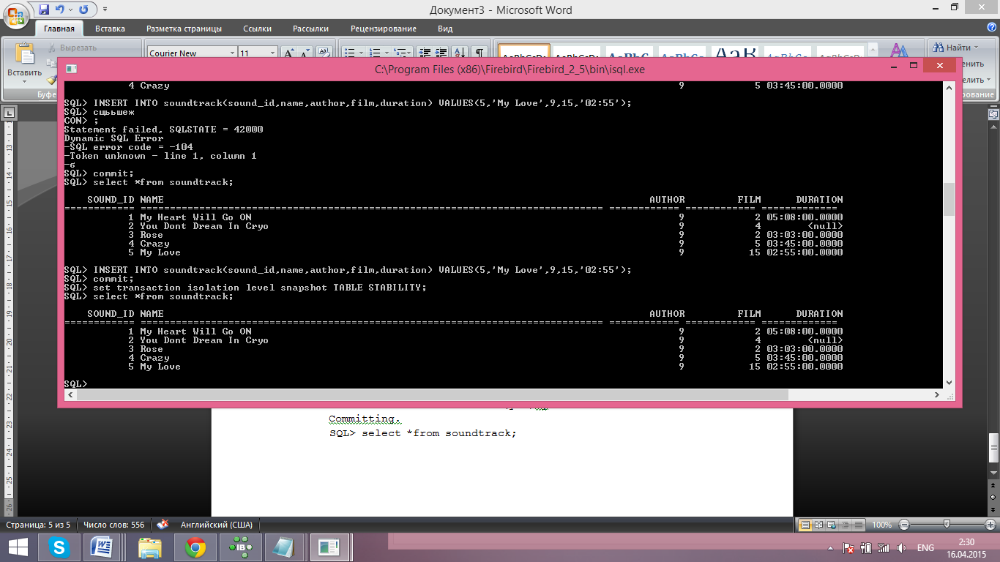 Документ3 - Microsoft Word
Главная Вставка Разметка страницы Ссылки Рассылки Рецензирование Вид
Вырезать
Вставить
Courier New 11
Найти
C:\Program Files (x86)\Firebird\Firebird_2_5\bin\isql.exe
4 Crazy 9 5 03:45:00.0000
SQL> INSERT INTO soundtrack(sound_id,name,author,film,duration) VALUES(5,'My Love',9,15,'02:55');
SQL> сщььшеж
CON> ;
Statement failed, SQLSTATE = 42000
Dynamic SQL Error
-SQL error code = -104
-Token unknown - line 1, column 1
-б
SQL> commit;
SQL> select *from soundtrack;
SOUND_ID NAME AUTHOR FILM DURATION
============ =============================================================================== ============ ============ =============
1 My Heart Will Go ON 9 2 05:08:00.0000
2 You Dont Dream In Cryo 9 4 <null>
3 Rose 9 2 03:03:00.0000
4 Crazy 9 5 03:45:00.0000
5 My Love 9 15 02:55:00.0000
SQL> INSERT INTO soundtrack(sound_id,name,author,film,duration) VALUES(5,'My Love',9,15,'02:55');
SQL> commit;
SQL> set transaction isolation level snapshot TABLE STABILITY;
SQL> select *from soundtrack;
SOUND_ID NAME AUTHOR FILM DURATION
============ =============================================================================== ============ ============ =============
1 My Heart Will Go ON 9 2 05:08:00.0000
2 You Dont Dream In Cryo 9 4 <null>
3 Rose 9 2 03:03:00.0000
4 Crazy 9 5 03:45:00.0000
5 My Love 9 15 02:55:00.0000
SQL>
Committing.
SQL> select *from soundtrack;
Страница: 5 из 5 Число слов: 556 Английский (США) 100%
IB
ENG
2:30
16.04.2015